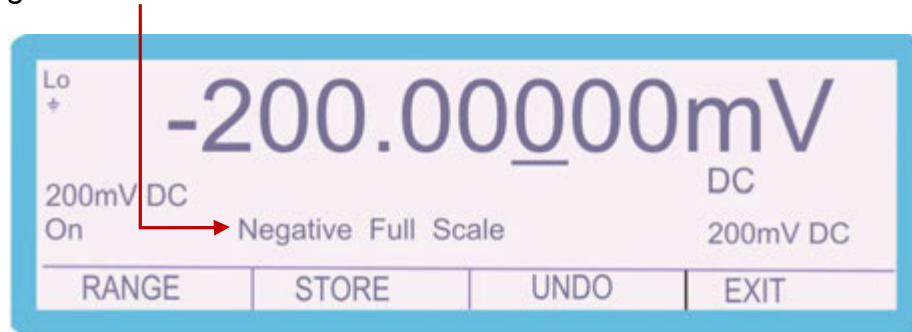 g
Lo
-200.00000mV
DC
200mV DC
On Negative Full Scale 200mV DC
RANGE STORE UNDO EXIT